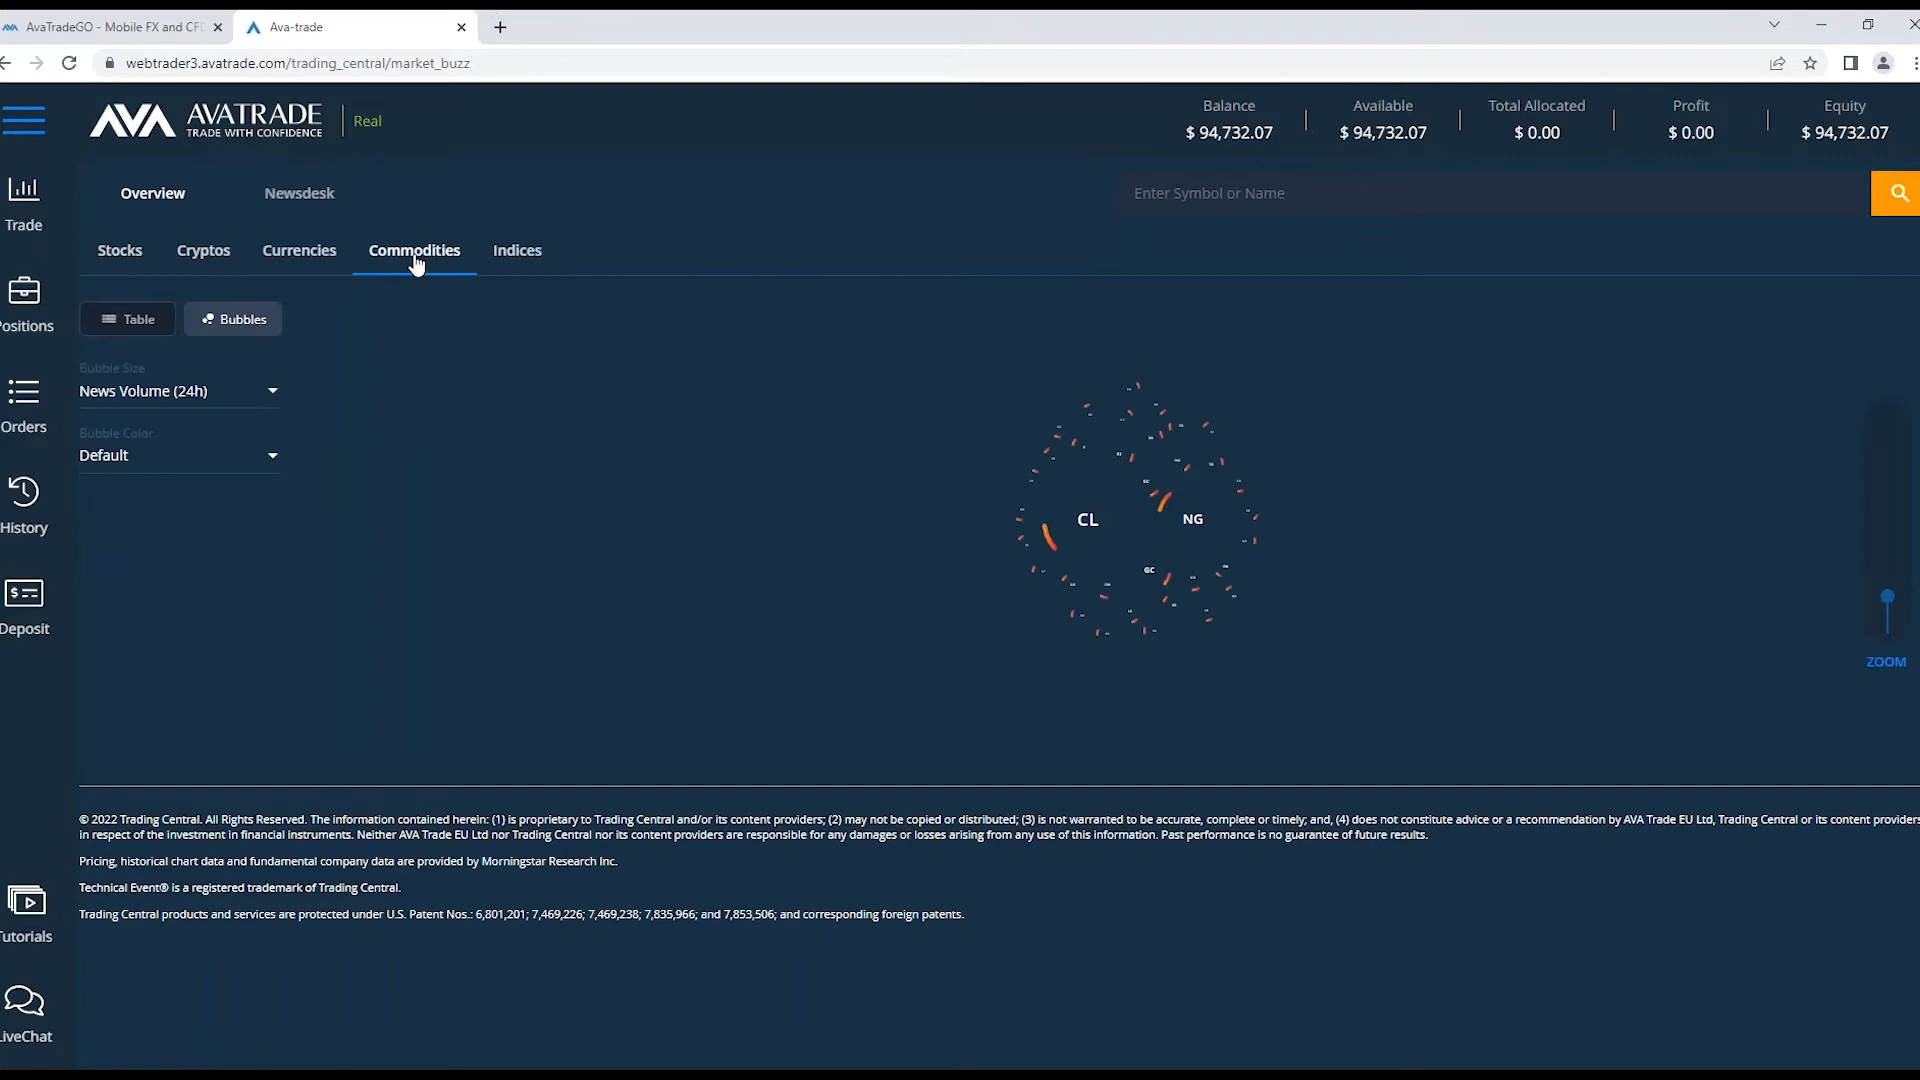 AvaTradeGO - Mobile FX and CF
Ava-trade
webtrader3.avatrade.com/trading_central/market_buzz
AVA AVATRADE
TRADE WITH CONFIDENCE
Real
Balance
$ 94,732.07
Available
$ 94,732.07
Total Allocated
$ 0.00
Profit
$ 0.00
Equity
$ 94,732.07
Trade
Positions
Orders
History
Deposit
Tutorials
LiveChat
Overview Newsdesk
Enter Symbol or Name
Stocks Cryptos Currencies Commodities Indices
Table Bubbles
Bubble Size
News Volume (24h)
Bubble Color
Default
CL
NG
GC
ZOOM
© 2022 Trading Central. All Rights Reserved. The information contained herein: (1) is proprietary to Trading Central and/or its content providers; (2) may not be copied or distributed; (3) is not warranted to be accurate, complete or timely; and, (4) does not constitute advice or a recommendation by AVA Trade EU Ltd, Trading Central or its content providers
in respect of the investment in financial instruments. Neither AVA Trade EU Ltd nor Trading Central nor its content providers are responsible for any damages or losses arising from any use of this information. Past performance is no guarantee of future results.
Pricing, historical chart data and fundamental company data are provided by Morningstar Research Inc.
Technical Event® is a registered trademark of Trading Central.
Trading Central products and services are protected under U.S. Patent Nos.: 6,801,201; 7,469,226; 7,469,238; 7,835,966; and 7,853,506; and corresponding foreign patents.